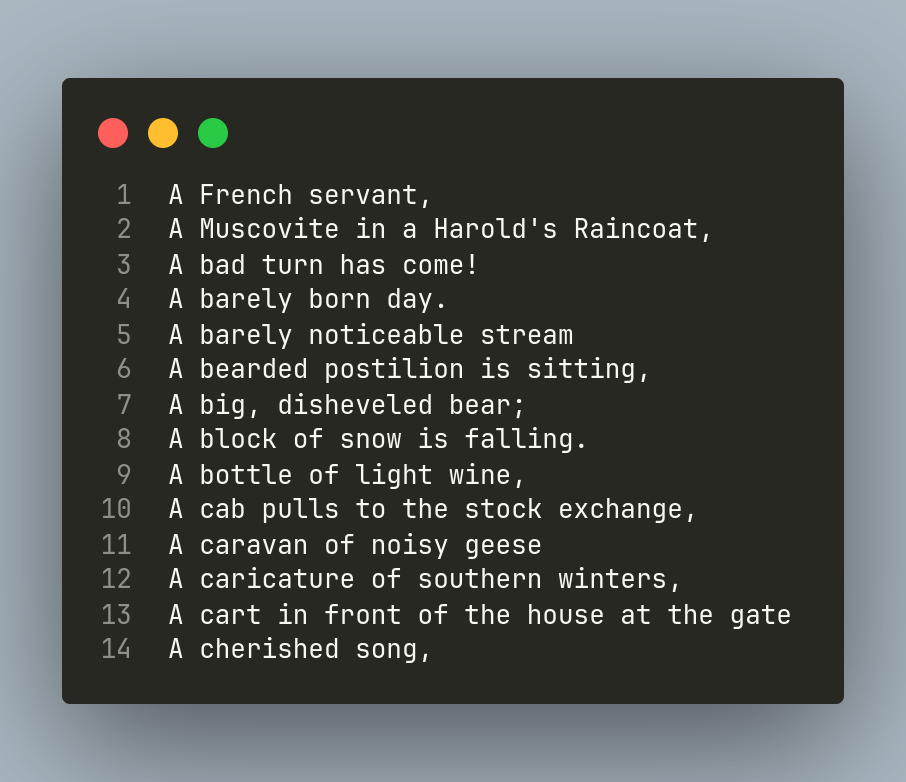 1 A French servant,
2 A Muscovite in a Harold's Raincoat,
3 A bad turn has come!
4 A barely born day.
5 A barely noticeable stream
6 A bearded postilion is sitting,
7 A big, disheveled bear;
8 A block of snow is falling.
9 A bottle of light wine,
10 A cab pulls to the stock exchange,
11 A caravan of noisy geese
12 A caricature of southern winters,
13 A cart in front of the house at the gate
14 A cherished song,